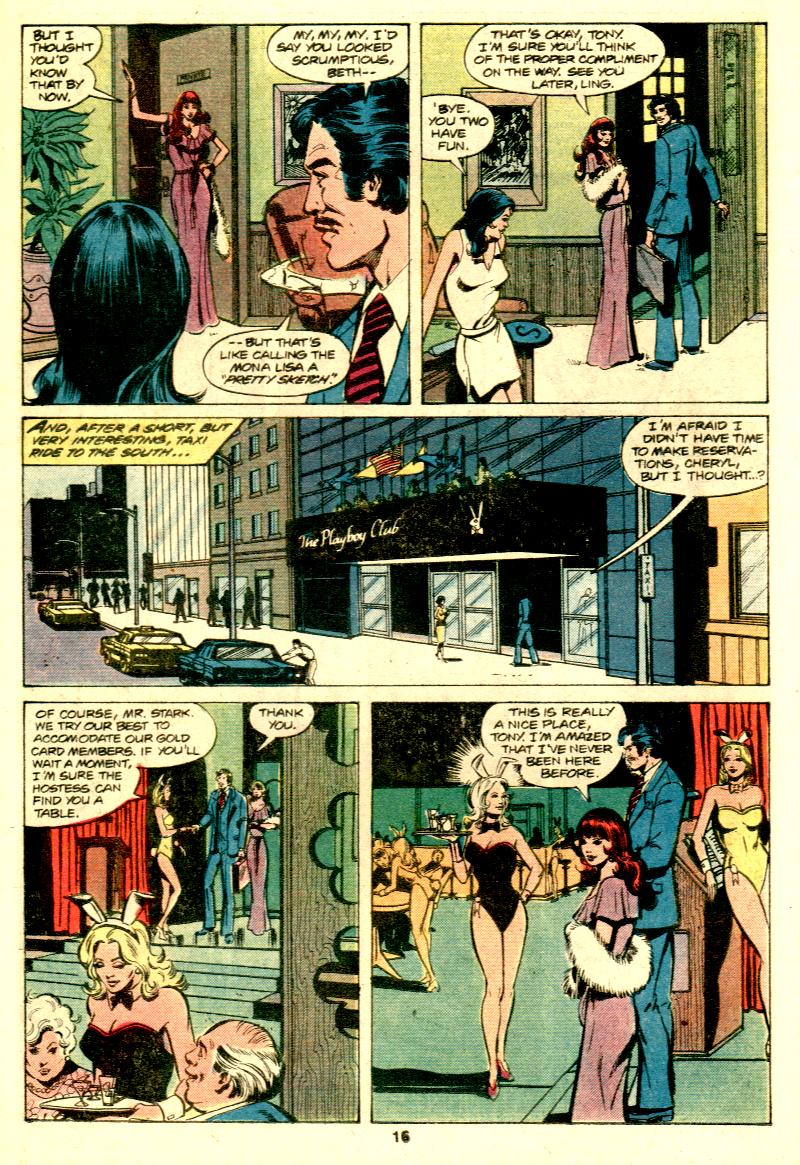 BUT I
THOUGHT
YOU'D
KNOW
THAT BY
NOW.
PRIVATE
MY, MY, MY. I'D
SAY YOU LOOKED
SCRUMPTIOUS,
BETH--
--BUT THAT'S
LIKE CALLING THE
MONA LISA A
"PRETTY SKETCH."
THAT'S OKAY, TONY.
I'M SURE YOU'LL THINK
OF THE PROPER COMPLIMENT
ON THE WAY. SEE YOU
LATER, LING.
'BYE.
YOU TWO
HAVE
FUN.
AND, AFTER A SHORT, BUT
VERY INTERESTING, TAXI
RIDE TO THE SOUTH...
I'M AFRAID I
DIDN'T HAVE TIME
TO MAKE RESERVA-
TIONS, CHERYL,
BUT I THOUGHT...?
The Playboy Club
TAXI
OF COURSE, MR. STARK.
WE TRY OUR BEST TO
ACCOMODATE OUR GOLD
CARD MEMBERS. IF YOU'LL
WAIT A MOMENT,
I'M SURE THE
HOSTESS CAN
FIND YOU A
TABLE.
THANK
YOU.
THIS IS REALLY
A NICE PLACE,
TONY. I'M AMAZED
THAT I'VE NEVER
BEEN HERE
BEFORE.
16